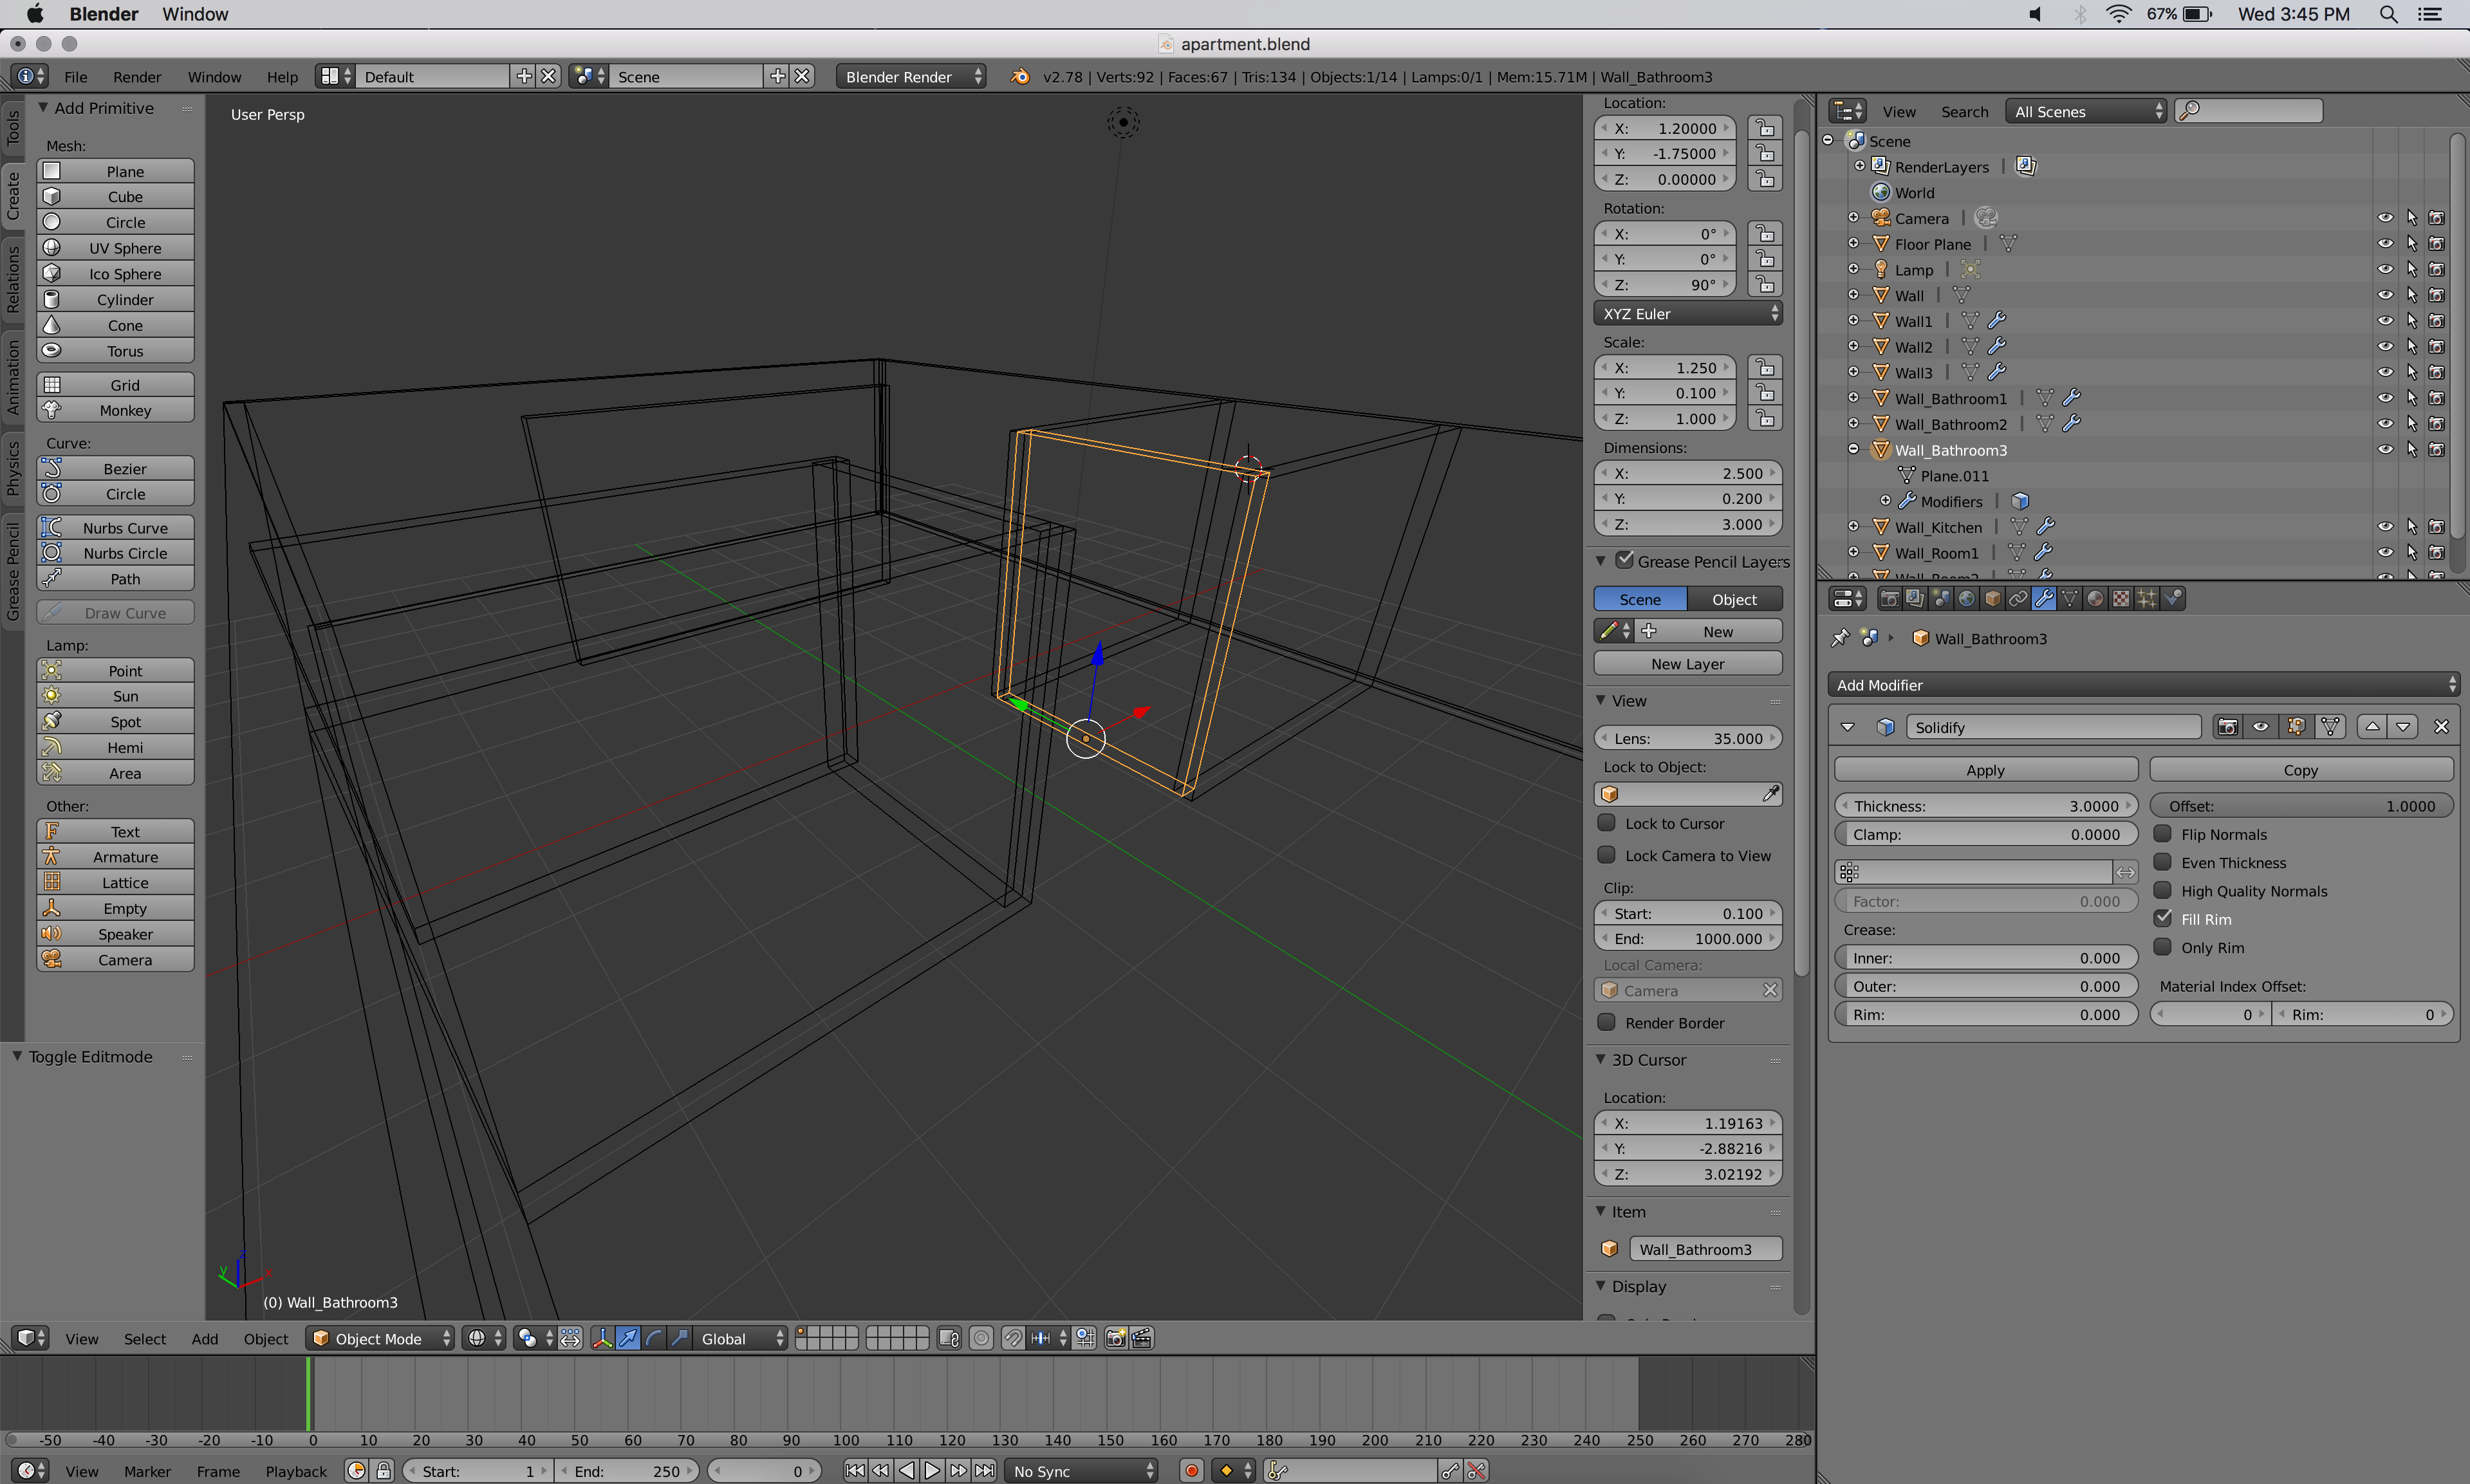 Blender Window 67% Wed 3:45 PM
apartment.blend
File Render Window Help Default Scene Blender Render v2.78 | Verts:92 | Faces:67 | Tris:134 | Objects:1/14 | Lamps:0/1 | Mem:15.71M | Wall_Bathroom3
Tools
Create
Relations
Animation
Physics
Grease Pencil
Add Primitive
Mesh:
Plane
Cube
Circle
UV Sphere
Ico Sphere
Cylinder
Cone
Torus
Grid
Monkey
Curve:
Bezier
Circle
Nurbs Curve
Nurbs Circle
Path
Draw Curve
Lamp:
Point
Sun
Spot
Hemi
Area
Other:
Text
Armature
Lattice
Empty
Speaker
Camera
Toggle Editmode
User Persp
z
y
x
(0) Wall_Bathroom3
Location:
X: 1.20000
Y: -1.75000
Z: 0.00000
Rotation:
X: 0°
Y: 0°
Z: 90°
XYZ Euler
Scale:
X: 1.250
Y: 0.100
Z: 1.000
Dimensions:
X: 2.500
Y: 0.200
Z: 3.000
Grease Pencil Layers
Scene Object
New
New Layer
View
Lens: 35.000
Lock to Object:
Lock to Cursor
Lock Camera to View
Clip:
Start: 0.100
End: 1000.000
Local Camera:
Camera
Render Border
3D Cursor
Location:
X: 1.19163
Y: -2.88216
Z: 3.02192
Item
Wall_Bathroom3
Display
View Search All Scenes
Scene
RenderLayers
World
Camera
Floor Plane
Lamp
Wall
Wall1
Wall2
Wall3
Wall_Bathroom1
Wall_Bathroom2
Wall_Bathroom3
Plane.011
Modifiers
Wall_Kitchen
Wall_Room1
Wall_Room2
Wall_Bathroom3
Add Modifier
Solidify
Apply Copy
Thickness: 3.0000 Offset: 1.0000
Clamp: 0.0000 Flip Normals
Even Thickness
High Quality Normals
Factor: 0.000
Fill Rim
Crease:
Only Rim
Inner: 0.000
Outer: 0.000 Material Index Offset:
Rim: 0.000 0 Rim: 0
View Select Add Object Object Mode Global
-50 -40 -30 -20 -10 0 10 20 30 40 50 60 70 80 90 100 110 120 130 140 150 160 170 180 190 200 210 220 230 240 250 260 270 280
View Marker Frame Playback Start: 1 End: 250 0 No Sync